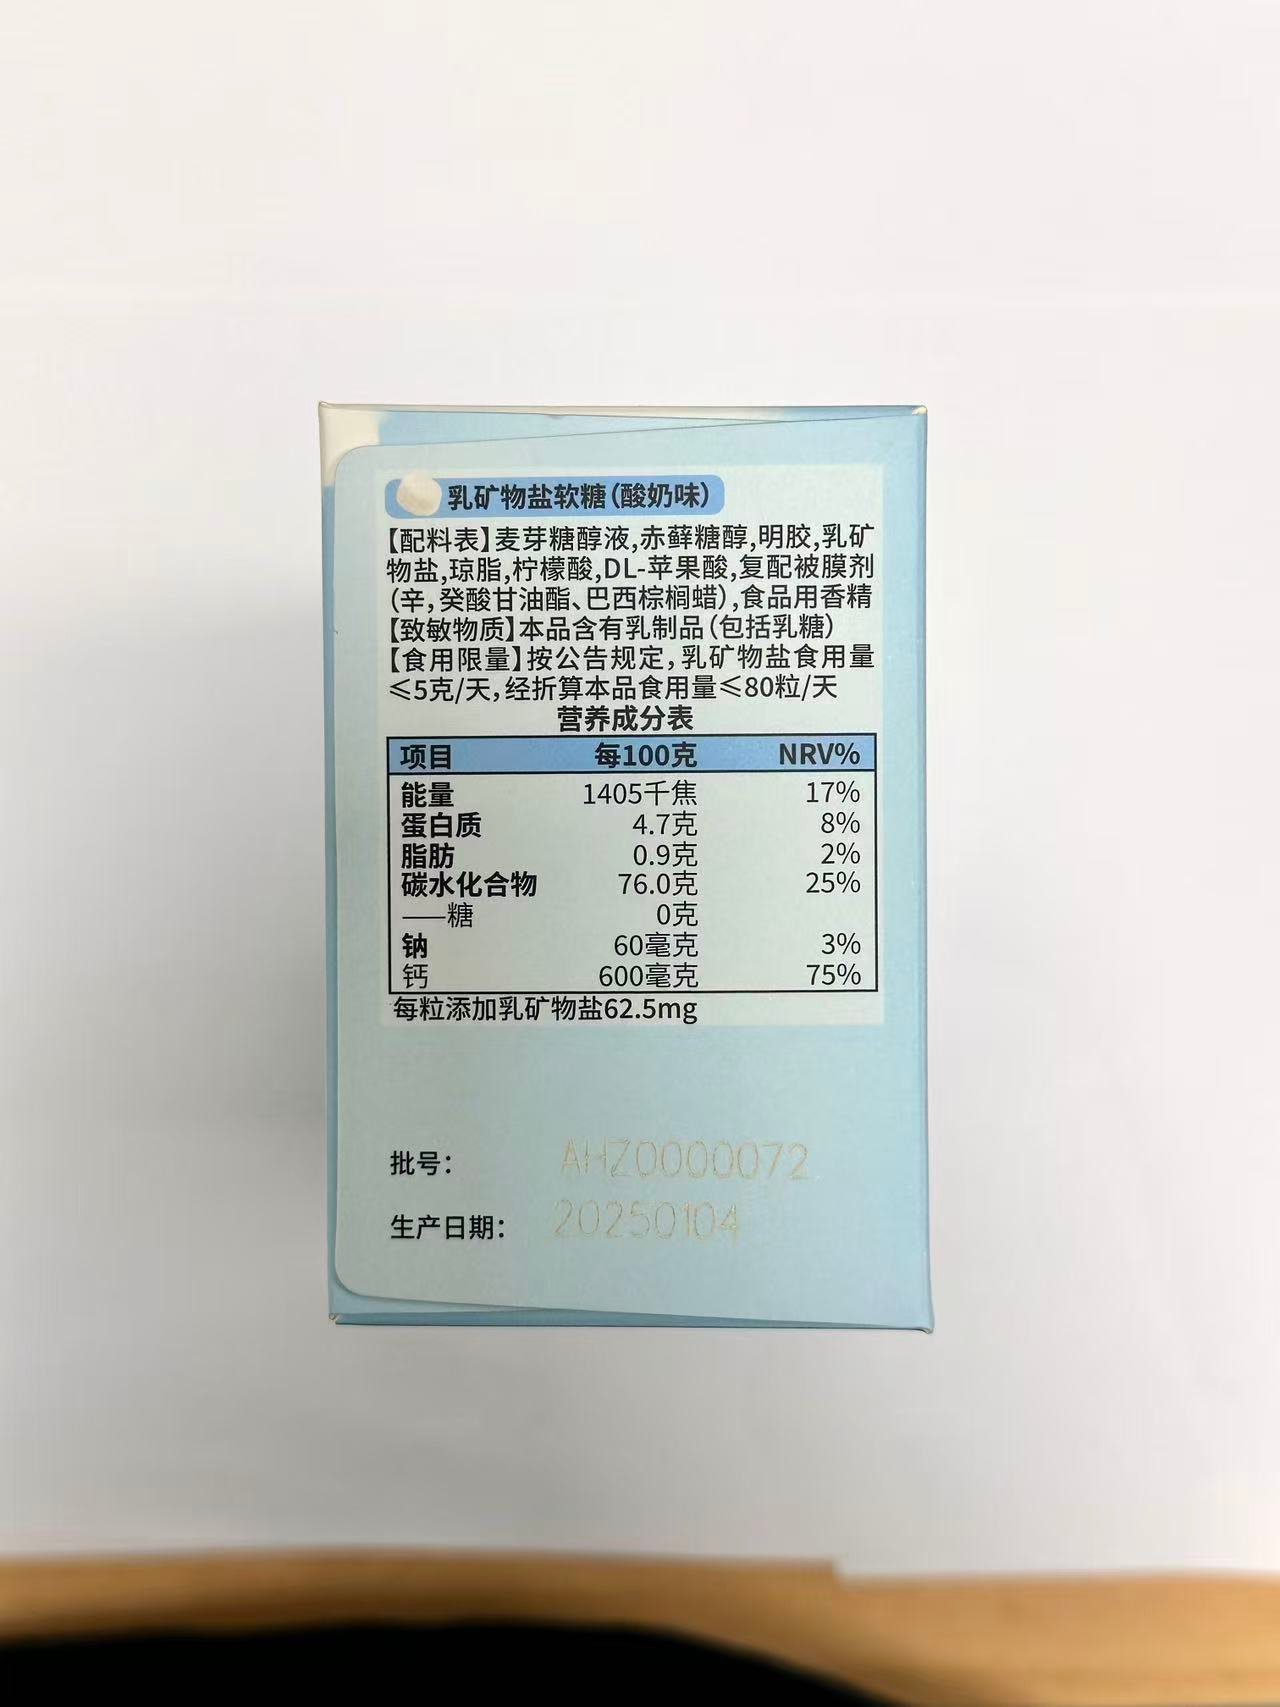 乳矿物盐软糖(酸奶味)
【配料表】麦芽糖醇液,赤藓糖醇,明胶,乳矿
物盐,琼脂,柠檬酸,DL-苹果酸,复配被膜剂
(辛,癸酸甘油酯、巴西棕榈蜡),食品用香精
【致敏物质】本品含有乳制品(包括乳糖)
【食用限量】按公告规定,乳矿物盐食用量
≤5克/天,经折算本品食用量≤80粒/天
营养成分表
项目 每100克 NRV%
能量 1405千焦 17%
蛋白质 4.7克 8%
脂肪 0.9克 2%
碳水化合物 76.0克 25%
——糖 0克
钠 60毫克 3%
钙 600毫克 75%
每粒添加乳矿物盐62.5mg
批号: AHZ0000072
生产日期: 20250104